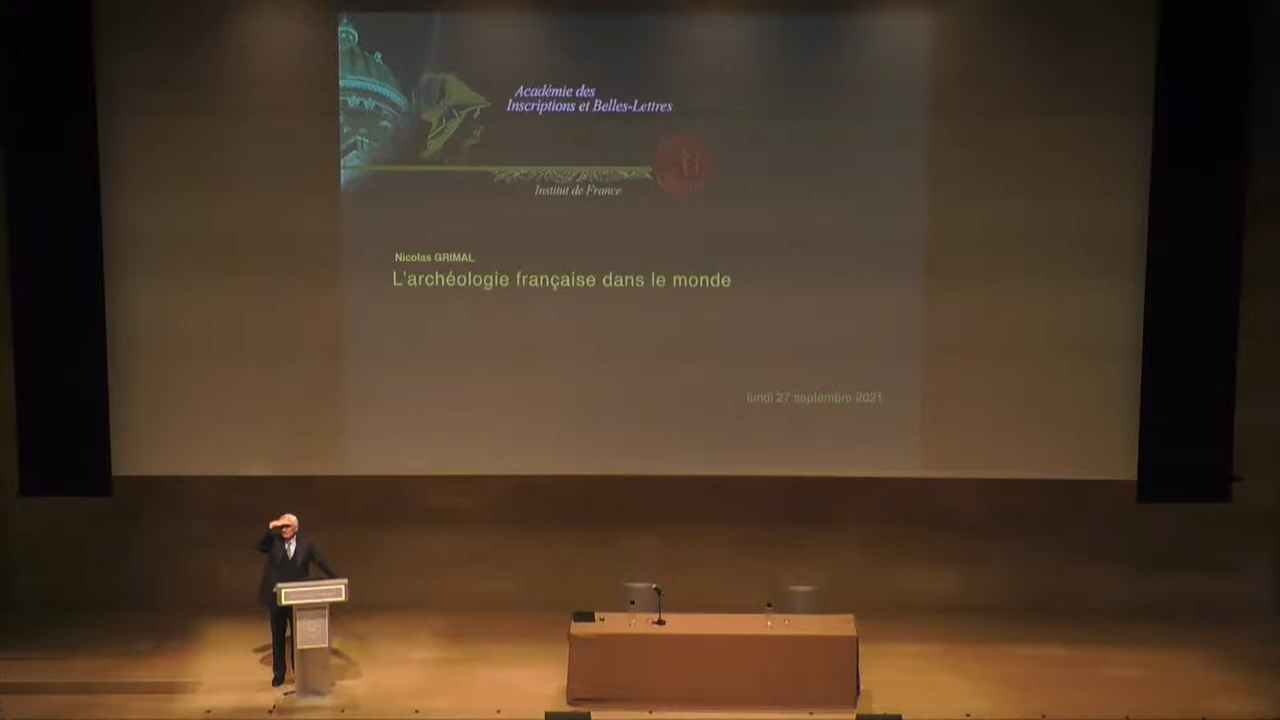 Académie des
Inscriptions et Belles-Lettres
Institut de France
Nicolas GRIMAL
L'archéologie française dans le monde
lundi 27 septembre 2021